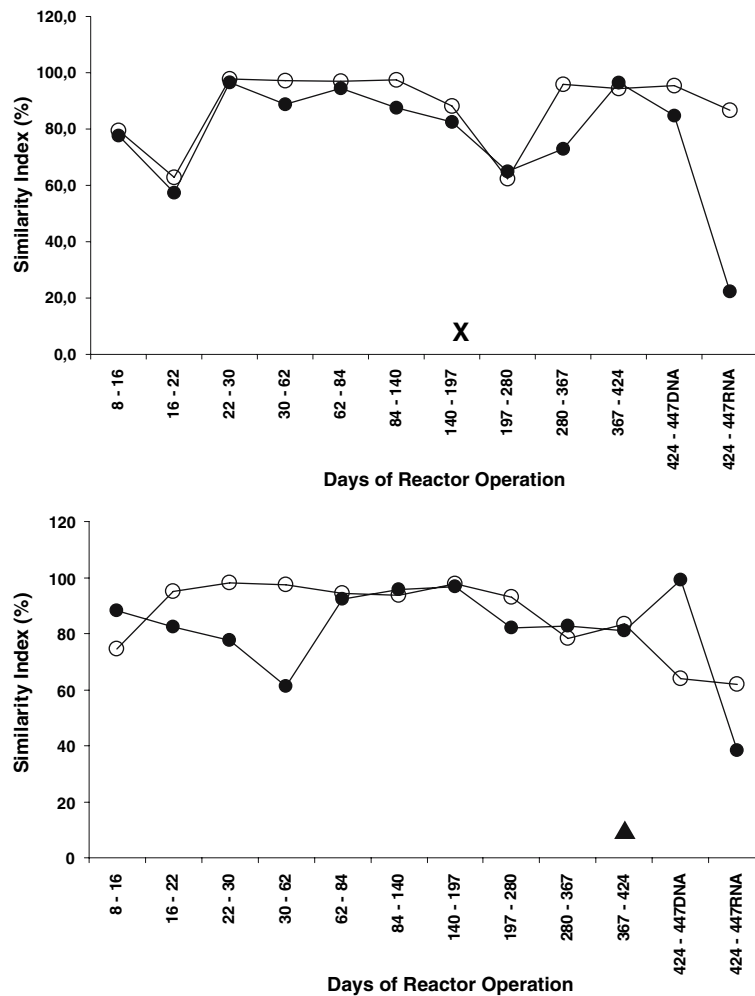 Similarity Index (%)
120,0
100,0
80,0
60,0
40,0
20,0
0,0
X
8 - 16
16 - 22
22 - 30
30 - 62
62 - 84
84 - 140
140 - 197
197 - 280
280 - 367
367 - 424
424 - 447DNA
424 - 447RNA
Days of Reactor Operation
Similarity Index (%)
120
100
80
60
40
20
0
8 - 16
16 - 22
22 - 30
30 - 62
62 - 84
84 - 140
140 - 197
197 - 280
280 - 367
367 - 424
424 - 447DNA
424 - 447RNA
Days of Reactor Operation